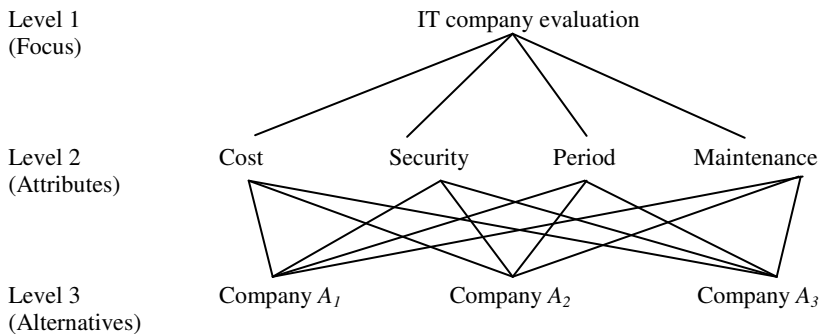 Level 1 IT company evaluation
(Focus)
Level 2 Cost Security Period Maintenance
(Attributes)
Level 3 Company A1 Company A2 Company A3
(Alternatives)